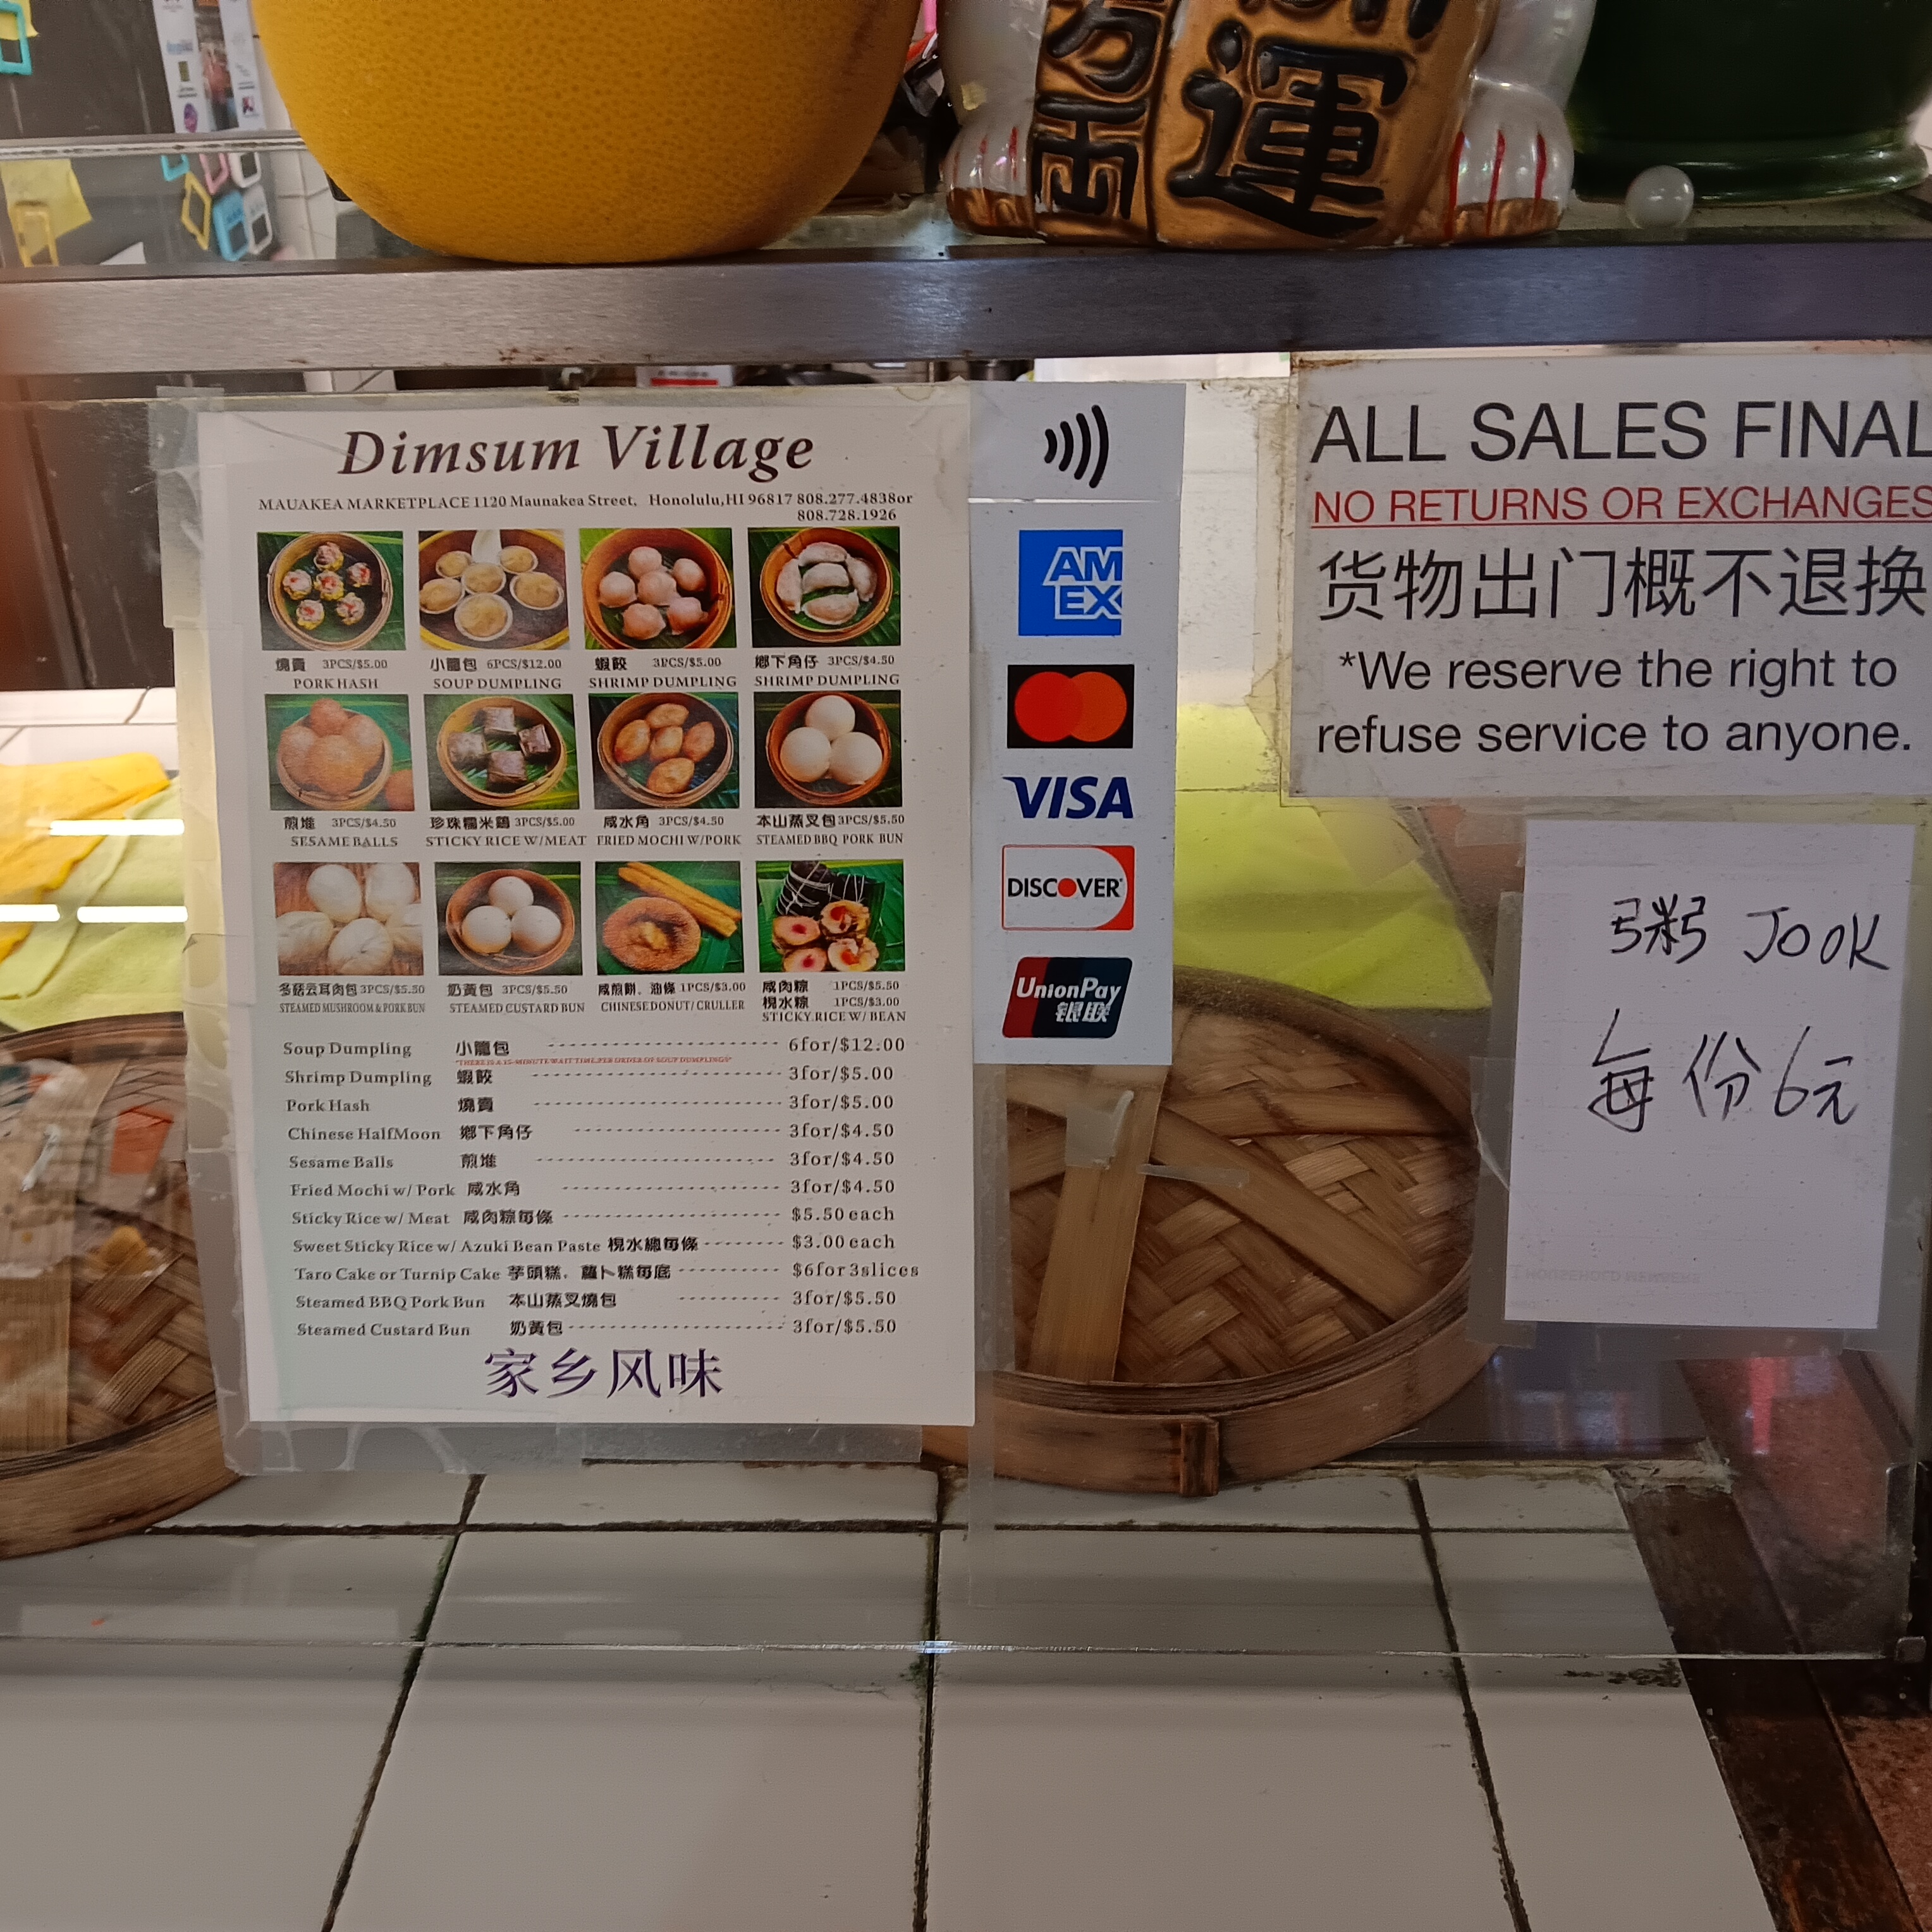 万両
運
Dimsum Village
MAUAKEA MARKETPLACE 1120 Maunakea Street, Honolulu,HI 96817 808.277.4838or
808.728.1926
燒賣 3PCS/$5.00
PORK HASH
小籠包 6PCS/$12.00
SOUP DUMPLING
蝦餃 3PCS/$5.00
SHRIMP DUMPLING
鄉下角仔 3PCS/$4.50
SHRIMP DUMPLING
煎堆 3PCS/$4.50
SESAME BALLS
珍珠糯米鷄 3PCS/$5.00
STICKY RICE W/MEAT
咸水角 3PCS/$4.50
FRIED MOCHI W/PORK
本山蒸叉包 3PCS/$5.50
STEAMED BBQ PORK BUN
冬菇云耳肉包 3PCS/$5.50
STEAMED MUSHROOM & PORK BUN
奶黃包 3PCS/$5.50
STEAMED CUSTARD BUN
咸煎餅、油條 1PCS/$3.00
CHINESE DONUT/ CRULLER
咸肉粽 1PCS/$5.50
梘水粽 1PCS/$3.00
STICKY RICE W/ BEAN
Soup Dumpling 小籠包 6for/$12.00
*THERE IS A 15-MINUTE WAIT TIME PER ORDER OF SOUP DUMPLINGS*
Shrimp Dumpling 蝦餃 3for/$5.00
Pork Hash 燒賣 3for/$5.00
Chinese HalfMoon 鄉下角仔 3for/$4.50
Sesame Balls 煎堆 3for/$4.50
Fried Mochi w/ Pork 咸水角 3for/$4.50
Sticky Rice w/ Meat 咸肉粽每條 $5.50 each
Sweet Sticky Rice w/ Azuki Bean Paste 梘水總每條 $3.00 each
Taro Cake or Turnip Cake 芋頭糕、蘿卜糕每底 $6for3slices
Steamed BBQ Pork Bun 本山蒸叉燒包 3for/$5.50
Steamed Custard Bun 奶黃包 3for/$5.50
家乡风味
AM
EX
VISA
DISCOVER
UnionPay
银联
ALL SALES FINAL
NO RETURNS OR EXCHANGES
货物出门概不退换
*We reserve the right to
refuse service to anyone.
粥 JOOK
每份6元